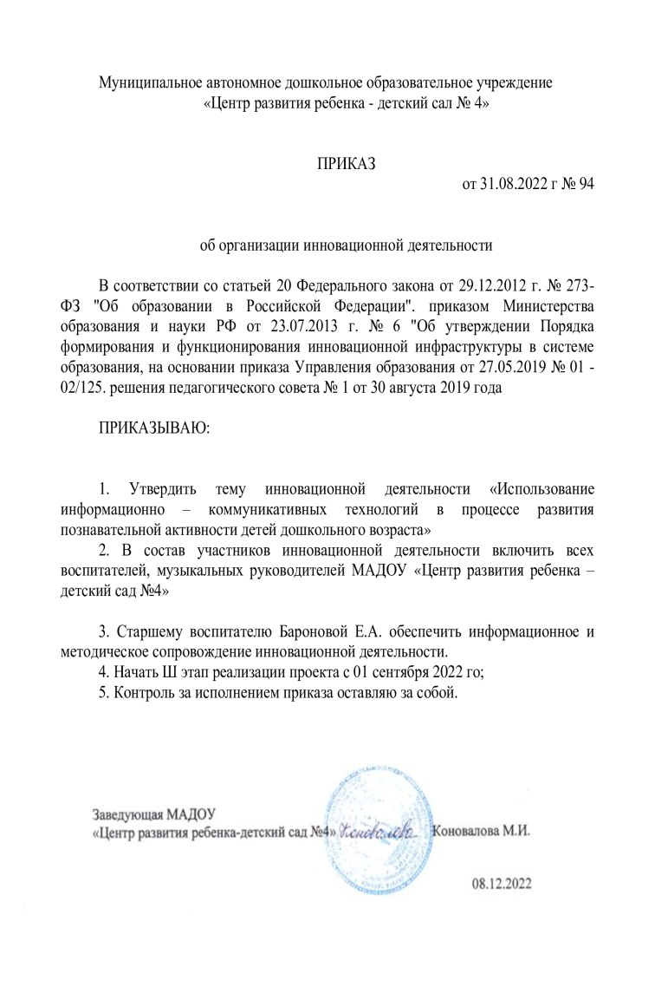 Муниципальное автономное дошкольное образовательное учреждение
«Центр развития ребенка - детский сал № 4»
ПРИКАЗ
от 31.08.2022 г № 94
об организации инновационной деятельности
В соответствии со статьей 20 Федерального закона от 29.12.2012 г. № 273-
ФЗ "Об образовании в Российской Федерации". приказом Министерства
образования и науки РФ от 23.07.2013 г. № 6 "Об утверждении Порядка
формирования и функционирования инновационной инфраструктуры в системе
образования, на основании приказа Управления образования от 27.05.2019 № 01 -
02/125. решения педагогического совета № 1 от 30 августа 2019 года
ПРИКАЗЫВАЮ:
1. Утвердить тему инновационной деятельности «Использование
информационно – коммуникативных технологий в процессе развития
познавательной активности детей дошкольного возраста»
2. В состав участников инновационной деятельности включить всех
воспитателей, музыкальных руководителей МАДОУ «Центр развития ребенка –
детский сад №4»
3. Старшему воспитателю Бароновой Е.А. обеспечить информационное и
методическое сопровождение инновационной деятельности.
4. Начать Ш этап реализации проекта с 01 сентября 2022 го;
5. Контроль за исполнением приказа оставляю за собой.
Заведующая МАДОУ
«Центр развития ребенка-детский сад №4» Коновалова Коновалова М.И.
08.12.2022